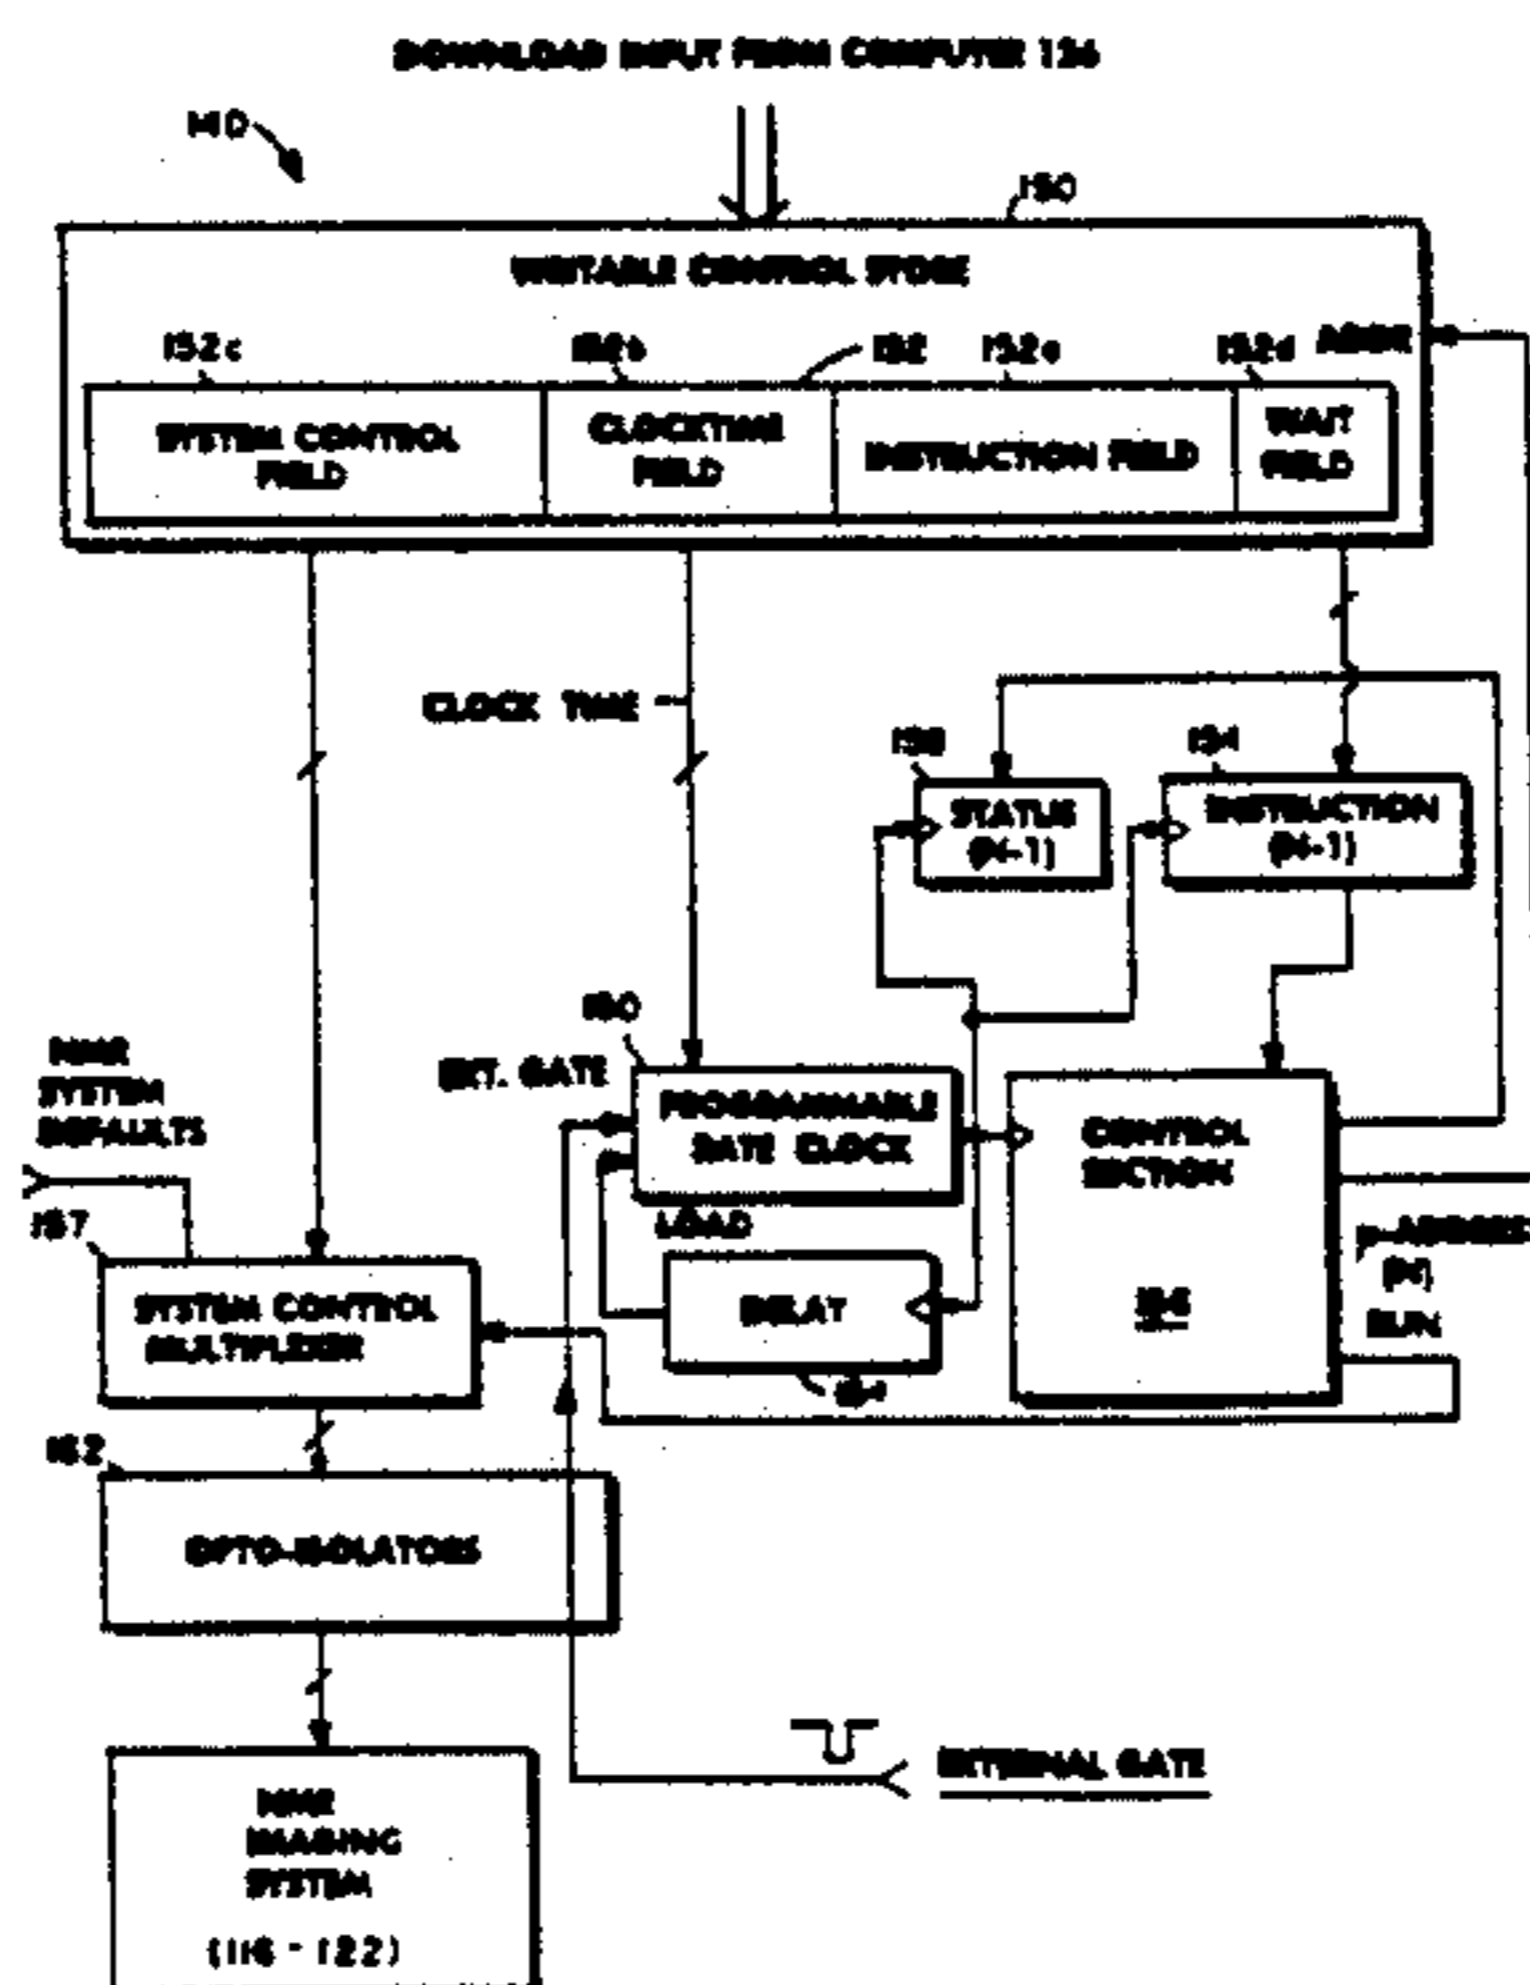 DOWNLOAD INPUT FROM COMPUTER 126
140
150
WRITABLE CONTROL STORE
152c
152b
152
152a
152d
ADDR
SYSTEM CONTROL
FIELD
CLOCKTIME
FIELD
INSTRUCTION FIELD
WAIT
FIELD
CLOCK TIME
158
154
STATUS
(N-1)
INSTRUCTION
(N-1)
160
NMR
SYSTEM
DEFAULTS
EXT. GATE
PROGRAMMABLE
RATE CLOCK
CONTROL
SECTION
LOAD
167
ADDRESS
(N)
RUN
SYSTEM CONTROL
MULTIPLEXER
DELAY
162
OPTO-ISOLATORS
EXTERNAL GATE
NMR
IMAGING
SYSTEM
(116 - 122)